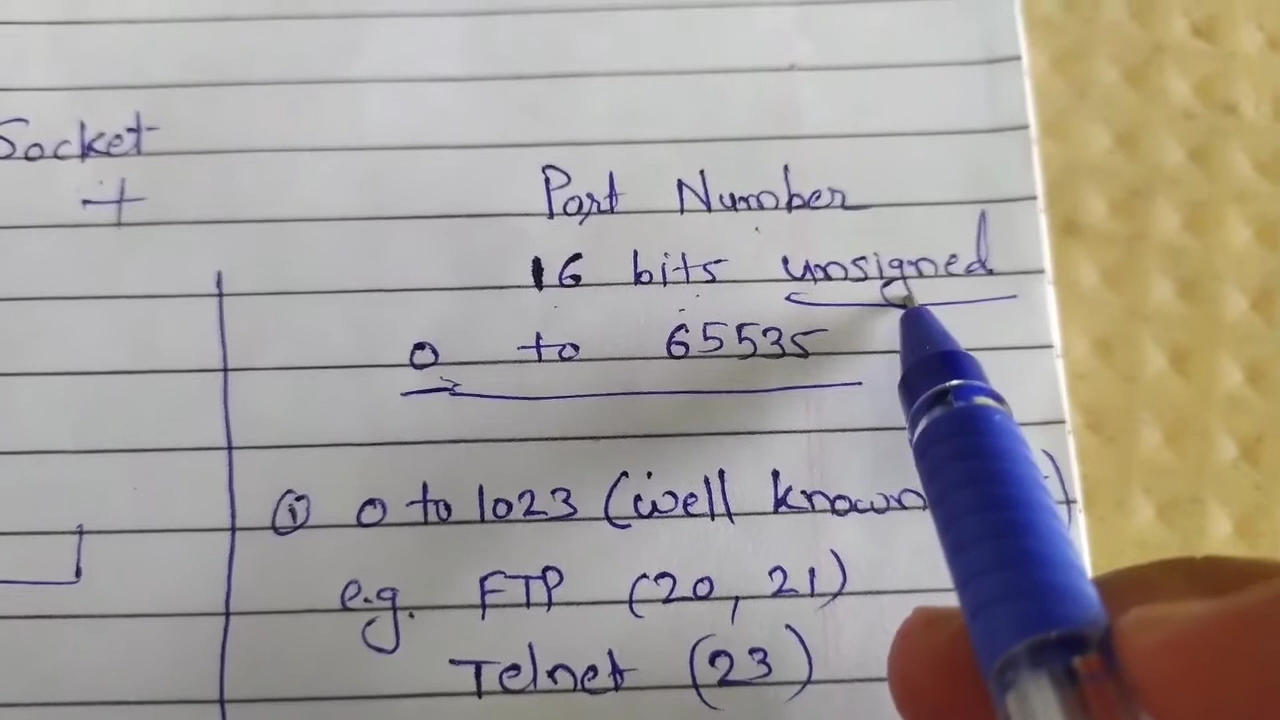 Socket
+
Port Number
16 bits unsigned
0 to 65535
① 0 to 1023 (well known
e.g. FTP (20, 21)
Telnet (23)